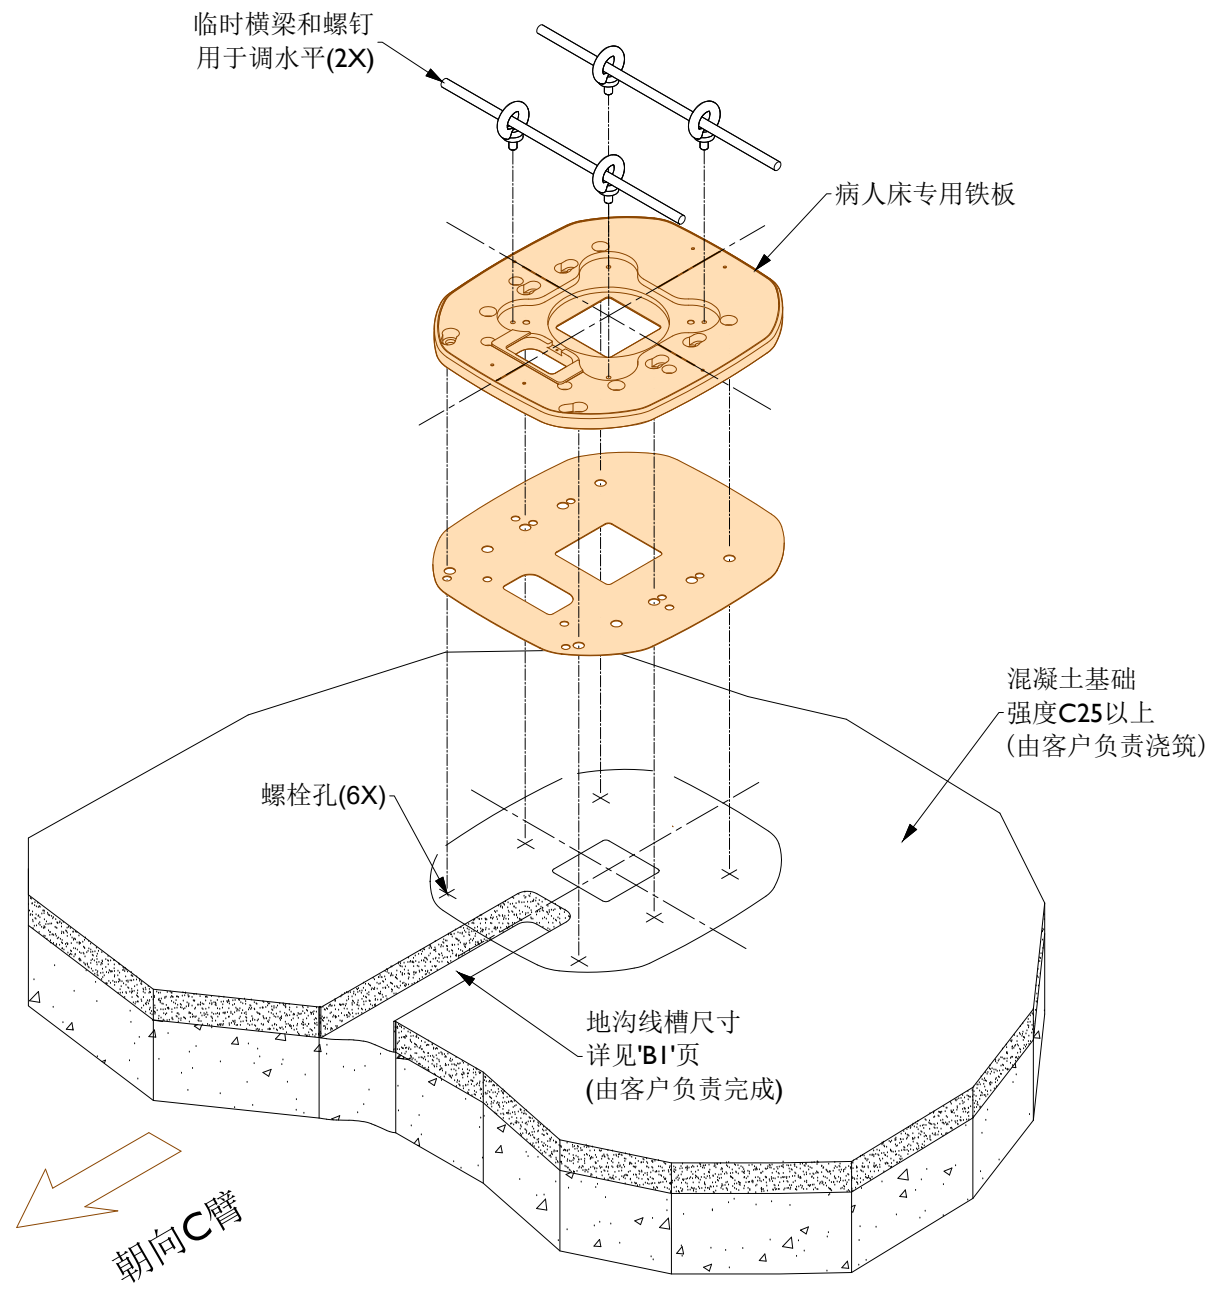 临时横梁和螺钉
用于调水平(2X)
病人床专用铁板
混凝土基础
强度C25以上
(由客户负责浇筑)
螺栓孔(6X)
地沟线槽尺寸
详见'B1'页
(由客户负责完成)
朝向C臂